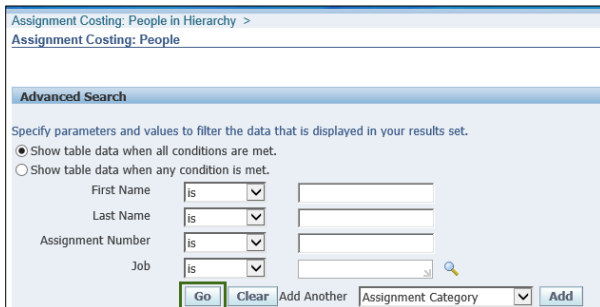 Assignment Costing: People in Hierarchy >
Assignment Costing: People
Advanced Search
Specify parameters and values to filter the data that is displayed in your results set.
Show table data when all conditions are met.
Show table data when any condition is met.
First Name is
Last Name is
Assignment Number is
Job is
Go Clear Add Another Assignment Category Add